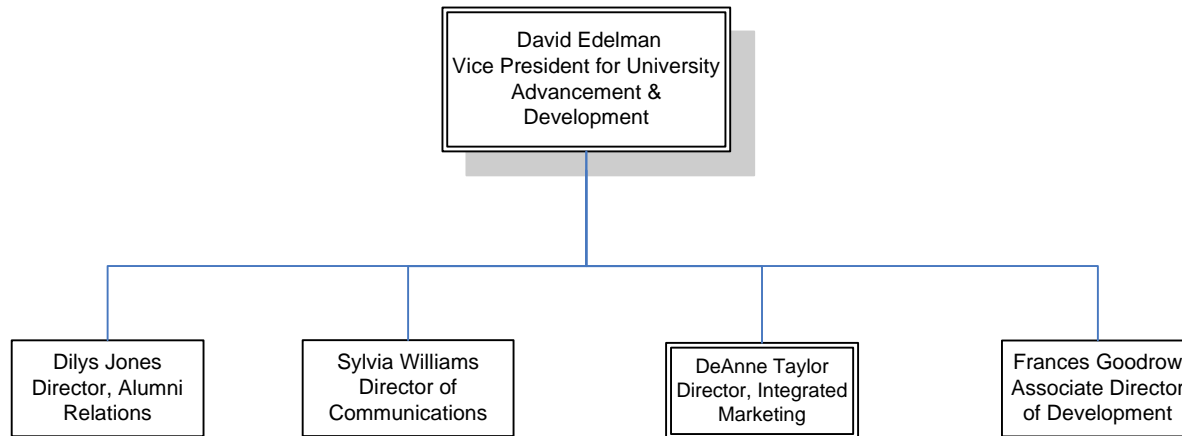 David Edelman
Vice President for University
Advancement &
Development
Dilys Jones
Director, Alumni
Relations
Sylvia Williams
Director of
Communications
DeAnne Taylor
Director, Integrated
Marketing
Frances Goodrow
Associate Director
of Development